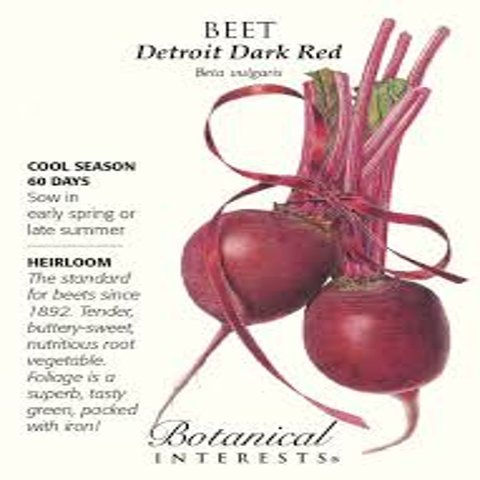 BEET
Detroit Dark Red
Beta vulgaris
COOL SEASON
60 DAYS
Sow in
early spring or
late summer
HEIRLOOM
The standard
for beets since
1892. Tender,
buttery-sweet,
nutritious root
vegetable.
Foliage is a
superb, tasty
green, packed
with iron!
Botanical
INTERESTS®